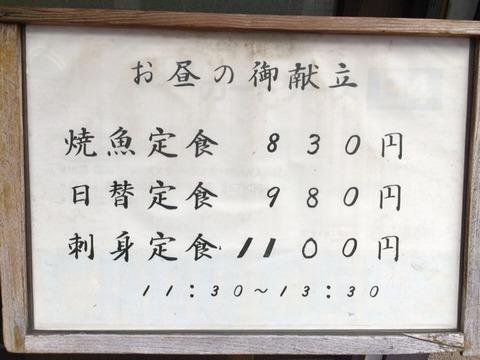 お昼の御献立
焼魚定食 830円
日替定食 980円
刺身定食 1100円
11:30~13:30